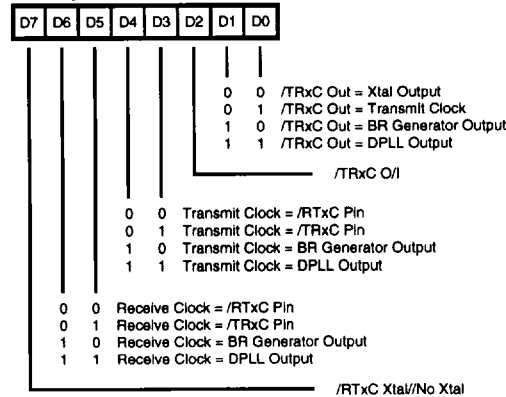 D7 D6 D5 D4 D3 D2 D1 D0
0 0 /TRxC Out = Xtal Output
0 1 /TRxC Out = Transmit Clock
1 0 /TRxC Out = BR Generator Output
1 1 /TRxC Out = DPLL Output
/TRxC O/I
0 0 Transmit Clock = /RTxC Pin
0 1 Transmit Clock = /TRxC Pin
1 0 Transmit Clock = BR Generator Output
1 1 Transmit Clock = DPLL Output
0 0 Receive Clock = /RTxC Pin
0 1 Receive Clock = /TRxC Pin
1 0 Receive Clock = BR Generator Output
1 1 Receive Clock = DPLL Output
/RTxC Xtal//No Xtal